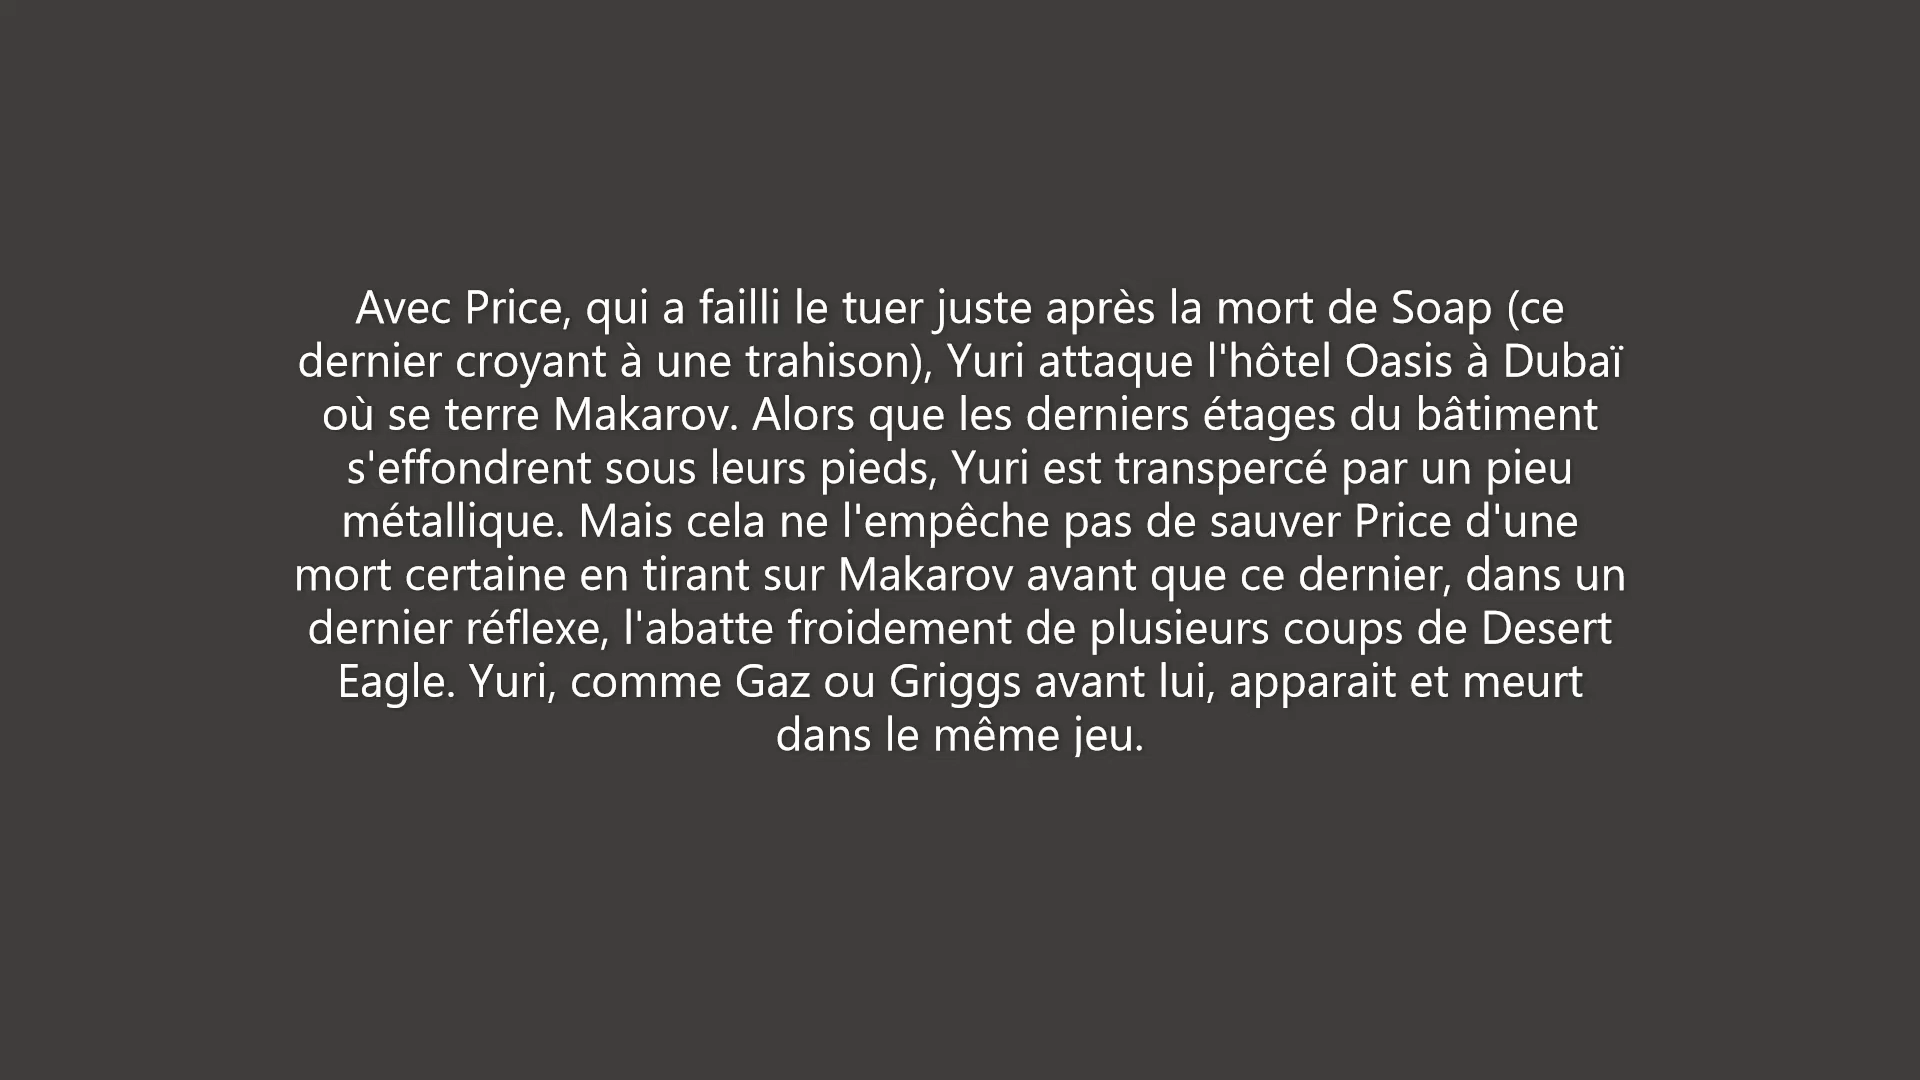 Avec Price, qui a failli le tuer juste après la mort de Soap (ce
dernier croyant à une trahison), Yuri attaque l'hôtel Oasis à Dubaï
où se terre Makarov. Alors que les derniers étages du bâtiment
s'effondrent sous leurs pieds, Yuri est transpercé par un pieu
métallique. Mais cela ne l'empêche pas de sauver Price d'une
mort certaine en tirant sur Makarov avant que ce dernier, dans un
dernier réflexe, l'abatte froidement de plusieurs coups de Desert
Eagle. Yuri, comme Gaz ou Griggs avant lui, apparait et meurt
dans le même jeu.